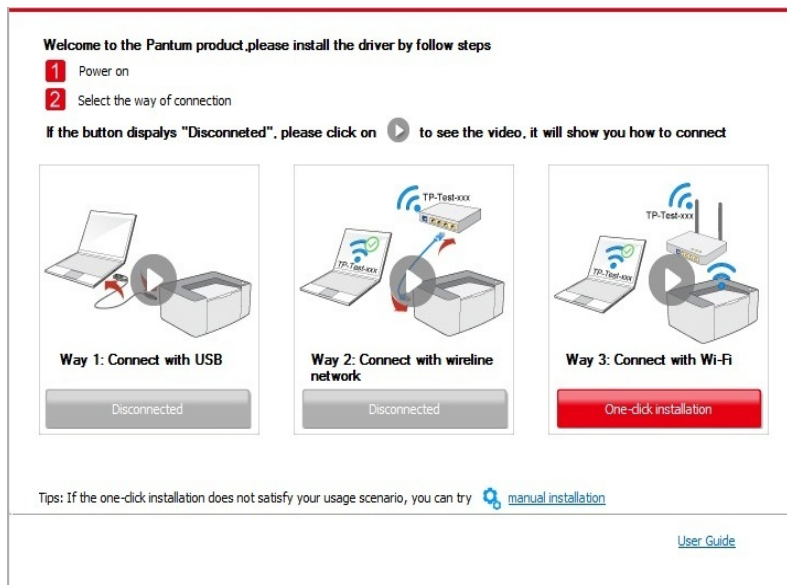 Welcome to the Pantum product,please install the driver by follow steps
1 Power on
2 Select the way of connection
If the button dispalys "Disconneted", please click on to see the video, it will show you how to connect
TP-Test-xxx
TP-Test-xxx
TP-Test-xxx
TP-Test-xxx
Way 1: Connect with USB
Way 2: Connect with wireline
network
Way 3: Connect with Wi-Fi
Disconnected
Disconnected
One-click installation
Tips: If the one-click installation does not satisfy your usage scenario, you can try manual installation
User Guide